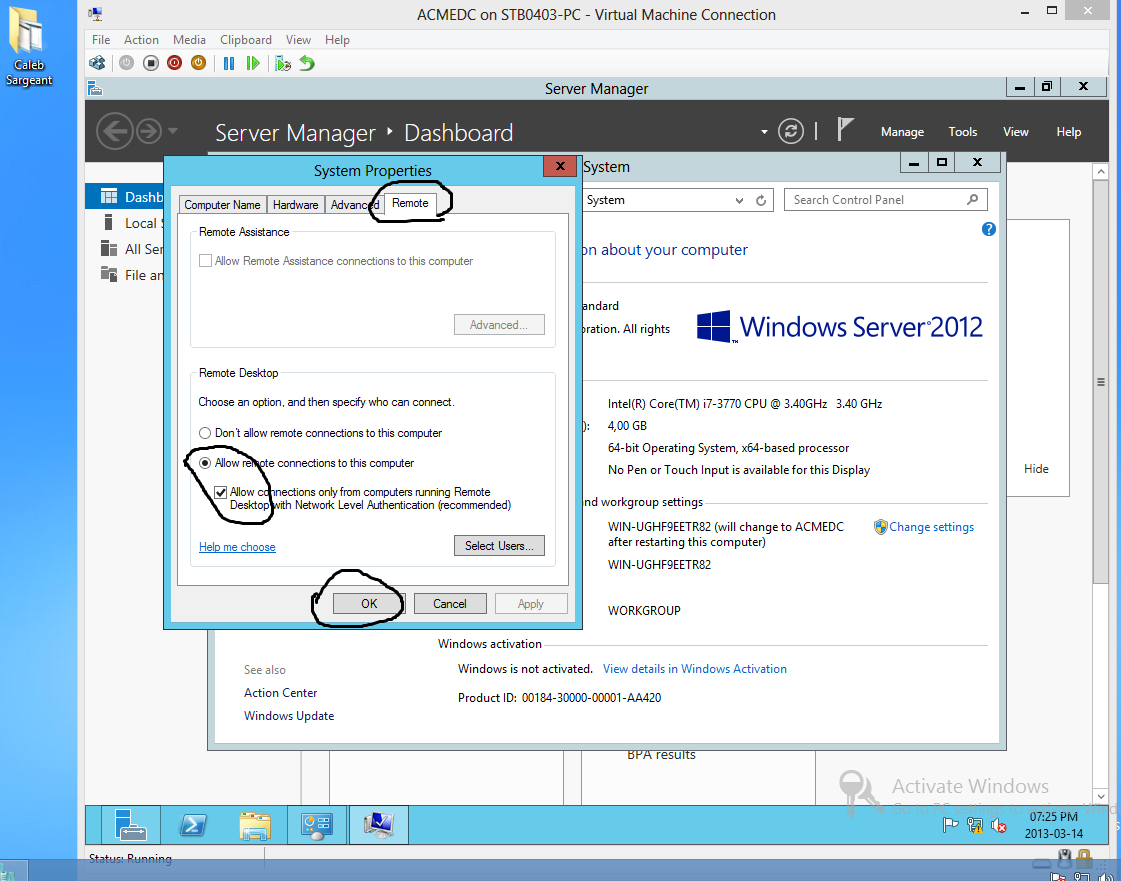 Caleb
Sargeant
ACMEDC on STB0403-PC - Virtual Machine Connection
File Action Media Clipboard View Help
Server Manager
Server Manager Dashboard
Manage Tools View Help
Dashb
Local S
All Ser
File an
System Properties
Computer Name Hardware Advanced Remote
Remote Assistance
Allow Remote Assistance connections to this computer
Advanced...
Remote Desktop
Choose an option, and then specify who can connect.
Don't allow remote connections to this computer
Allow remote connections to this computer
Allow connections only from computers running Remote
Desktop with Network Level Authentication (recommended)
Help me choose
Select Users...
OK Cancel Apply
System
System
Search Control Panel
on about your computer
andard
oration. All rights
Windows Server 2012
Intel(R) Core(TM) i7-3770 CPU @ 3.40GHz 3.40 GHz
): 4,00 GB
64-bit Operating System, x64-based processor
No Pen or Touch Input is available for this Display
nd workgroup settings
WIN-UGHF9EETR82 (will change to ACMEDC
after restarting this computer)
Change settings
WIN-UGHF9EETR82
WORKGROUP
Windows activation
Windows is not activated. View details in Windows Activation
Product ID: 00184-30000-00001-AA420
See also
Action Center
Windows Update
Hide
BPA results
Activate Windows
07:25 PM
2013-03-14
Status: Running